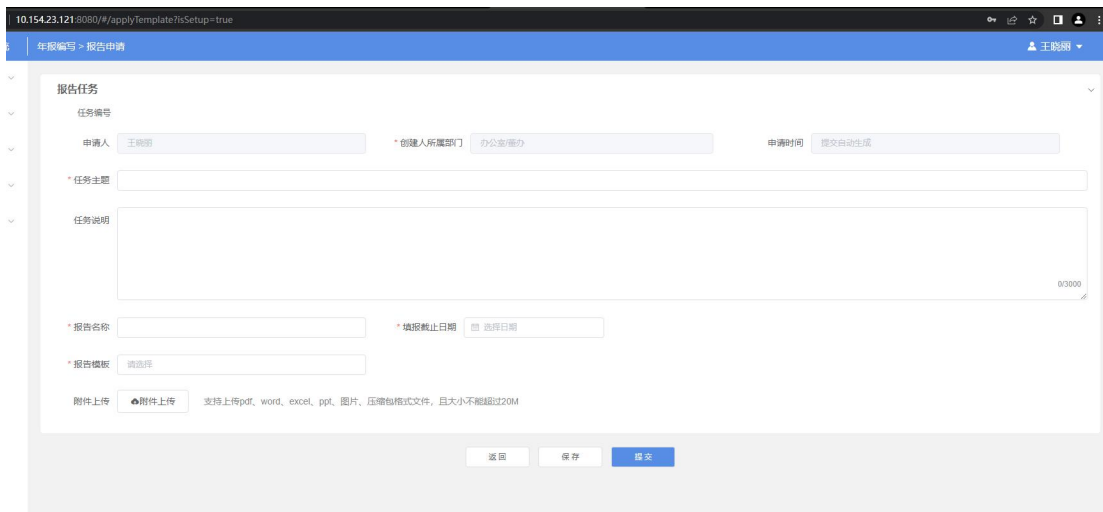 10.154.23.121:8080/#/applyTemplate?isSetup=true
年报编写 > 报告申请
王晓丽
报告任务
任务编号
申请人 王晓丽 * 创建人所属部门 申请时间 提交自动生成
* 任务主题
任务说明
0/3000
* 报告名称 * 填报截止日期 选择日期
* 报告模板 请选择
附件上传 附件上传 支持上传pdf、word、excel、ppt、图片、压缩包格式文件，且大小不能超过20M
返回 保存 提交